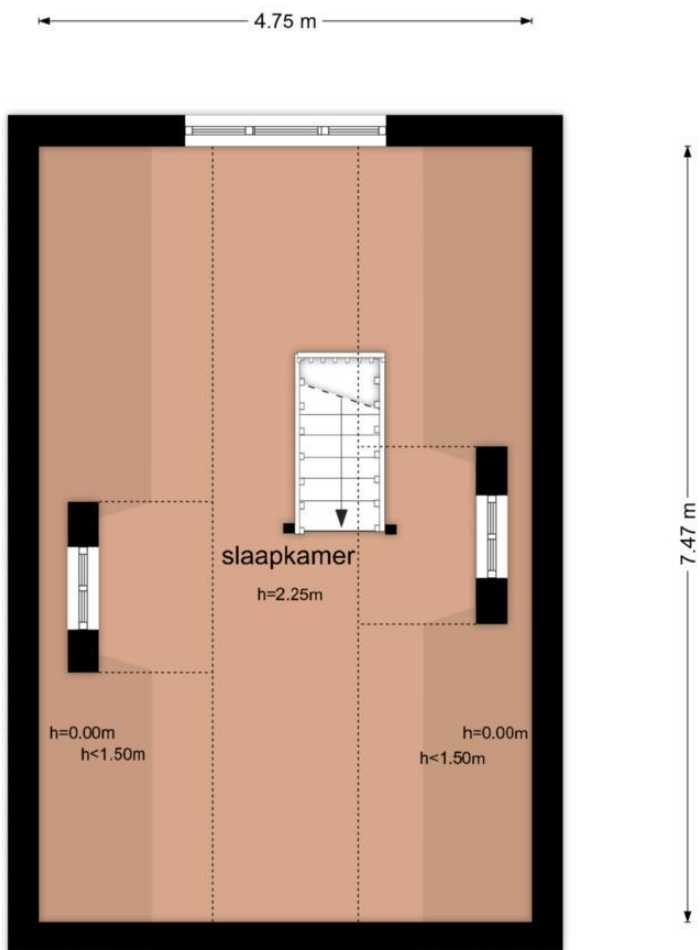 4.75 m
7.47 m
slaapkamer
h=2.25m
h=0.00m
h<1.50m
h=0.00m
h<1.50m